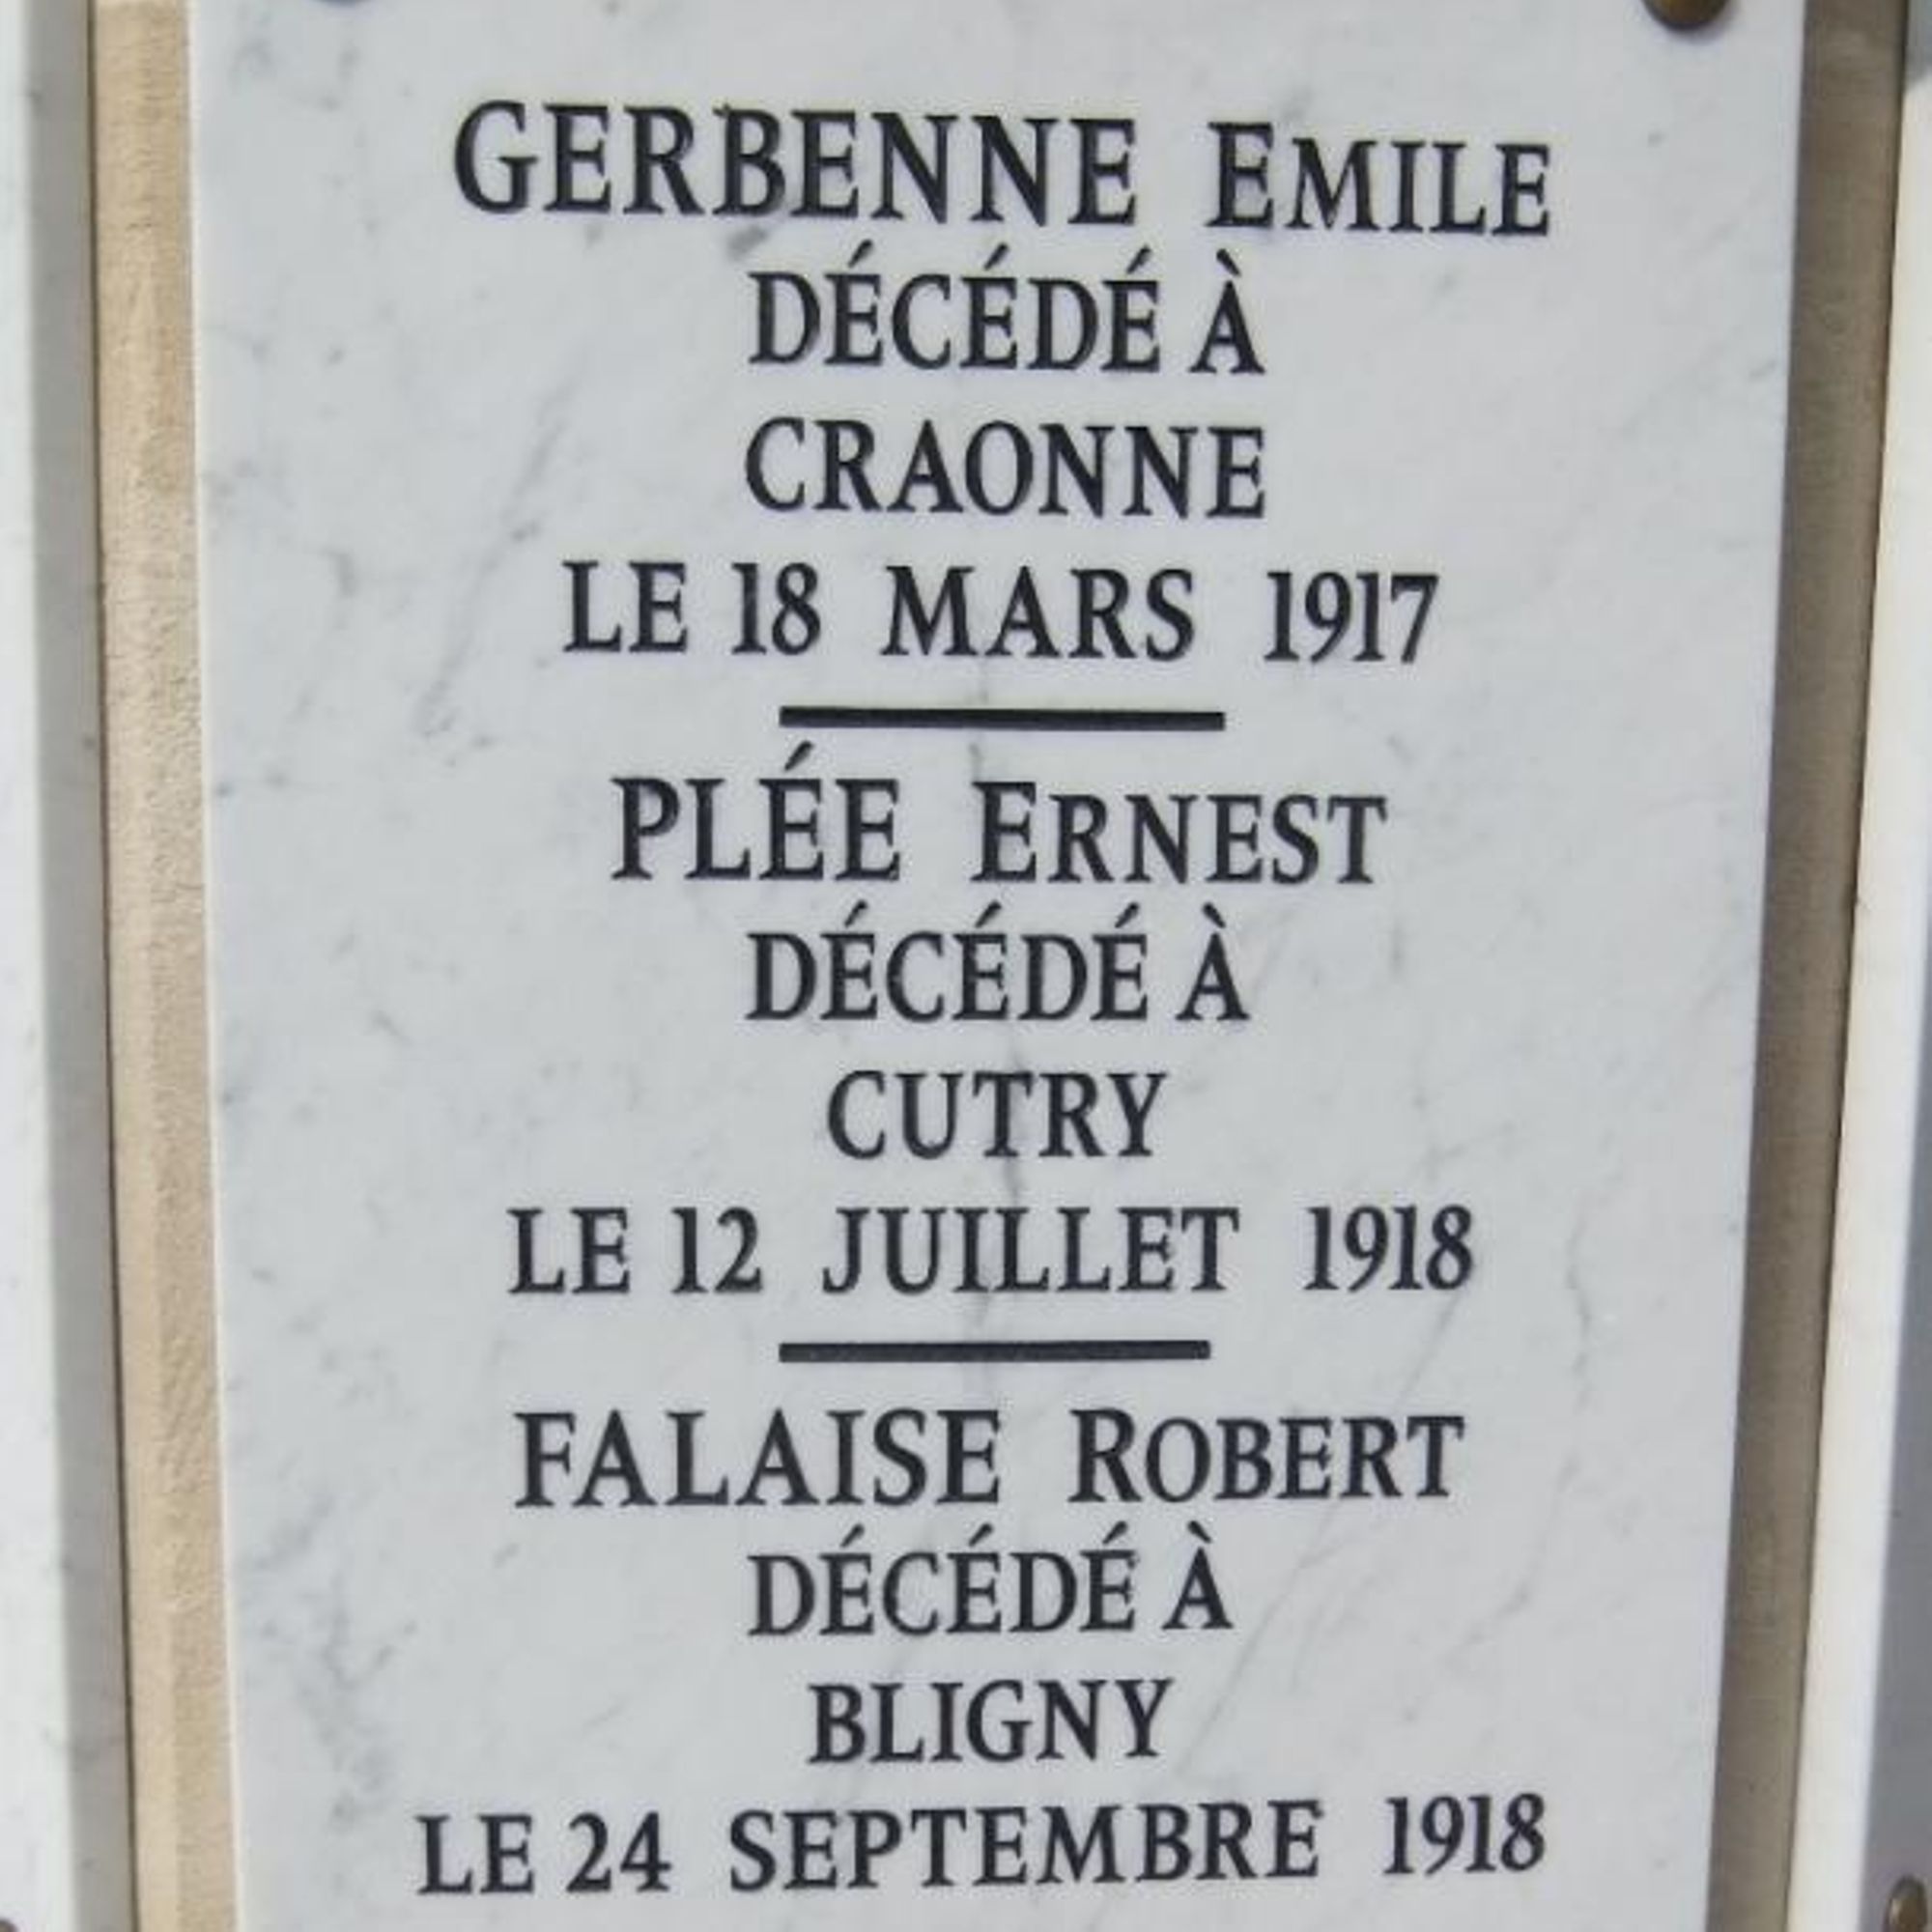 GERBENNE EMILE
DÉCÉDÉ À
CRAONNE
LE 18 MARS 1917
PLÉE ERNEST
DÉCÉDÉ À
CUTRY
LE 12 JUILLET 1918
FALAISE ROBERT
DÉCÉDÉ À
BLIGNY
LE 24 SEPTEMBRE 1918